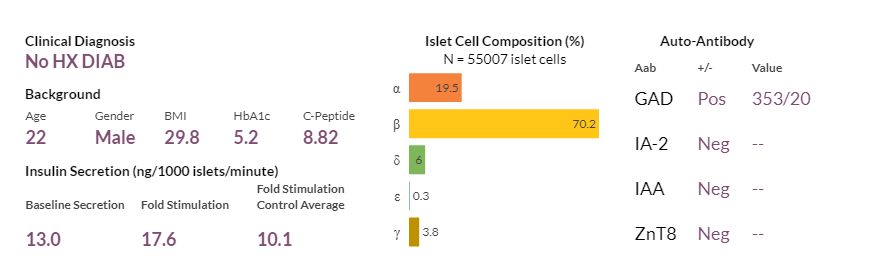 Clinical Diagnosis
No HX DIAB
Background
Age Gender BMI HbA1c C-Peptide
22 Male 29.8 5.2 8.82
Insulin Secretion (ng/1000 islets/minute)
Baseline Secretion Fold Stimulation Fold Stimulation
Control Average
13.0 17.6 10.1
Islet Cell Composition (%)
N = 55007 islet cells
α 19.5
β 70.2
δ 6
ε 0.3
γ 3.8
Auto-Antibody
Aab +/- Value
GAD Pos 353/20
IA-2 Neg --
IAA Neg --
ZnT8 Neg --